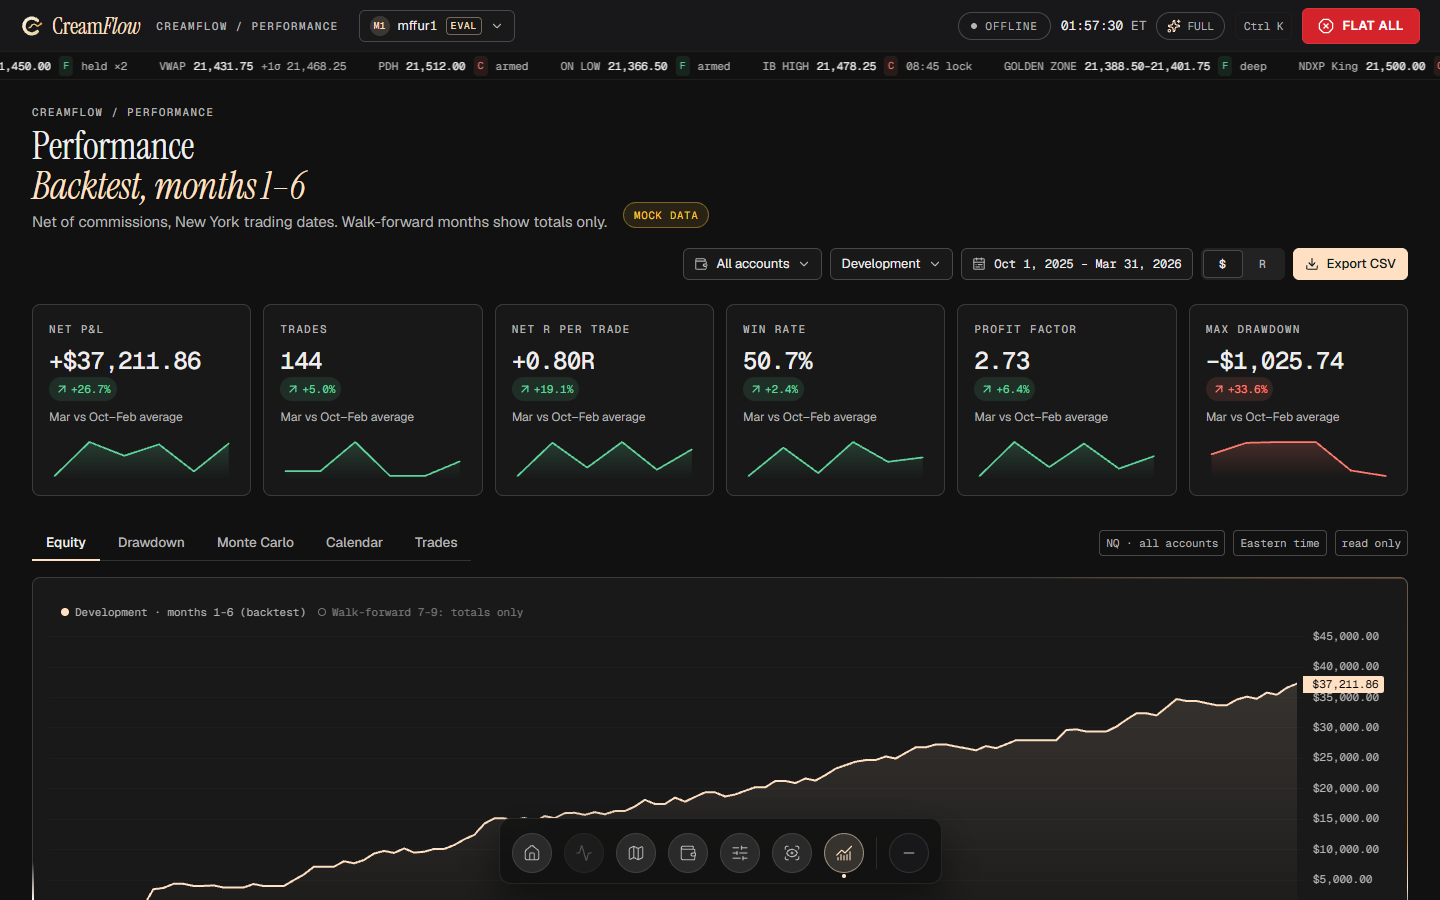 CreamFlow CREAMFLOW / PERFORMANCE M1 mffur1 EVAL OFFLINE 01:57:30 ET FULL Ctrl K FLAT ALL
1,450.00 F held ×2 VWAP 21,431.75 +1σ 21,468.25 PDH 21,512.00 C armed ON LOW 21,366.50 F armed IB HIGH 21,478.25 C 08:45 lock GOLDEN ZONE 21,388.50–21,401.75 F deep NDXP King 21,500.00
CREAMFLOW / PERFORMANCE
Performance
Backtest, months 1–6
Net of commissions, New York trading dates. Walk-forward months show totals only. MOCK DATA
All accounts Development Oct 1, 2025 – Mar 31, 2026 $ R Export CSV
NET P&L TRADES NET R PER TRADE WIN RATE PROFIT FACTOR MAX DRAWDOWN
+$37,211.86 144 +0.80R 50.7% 2.73 −$1,025.74
+26.7% +5.0% +19.1% +2.4% +6.4% +33.6%
Mar vs Oct–Feb average Mar vs Oct–Feb average Mar vs Oct–Feb average Mar vs Oct–Feb average Mar vs Oct–Feb average Mar vs Oct–Feb average
Equity Drawdown Monte Carlo Calendar Trades NQ · all accounts Eastern time read only
Development · months 1–6 (backtest) Walk-forward 7–9: totals only
$45,000.00
$40,000.00
$37,211.86
$35,000.00
$30,000.00
$25,000.00
$20,000.00
$15,000.00
$10,000.00
$5,000.00